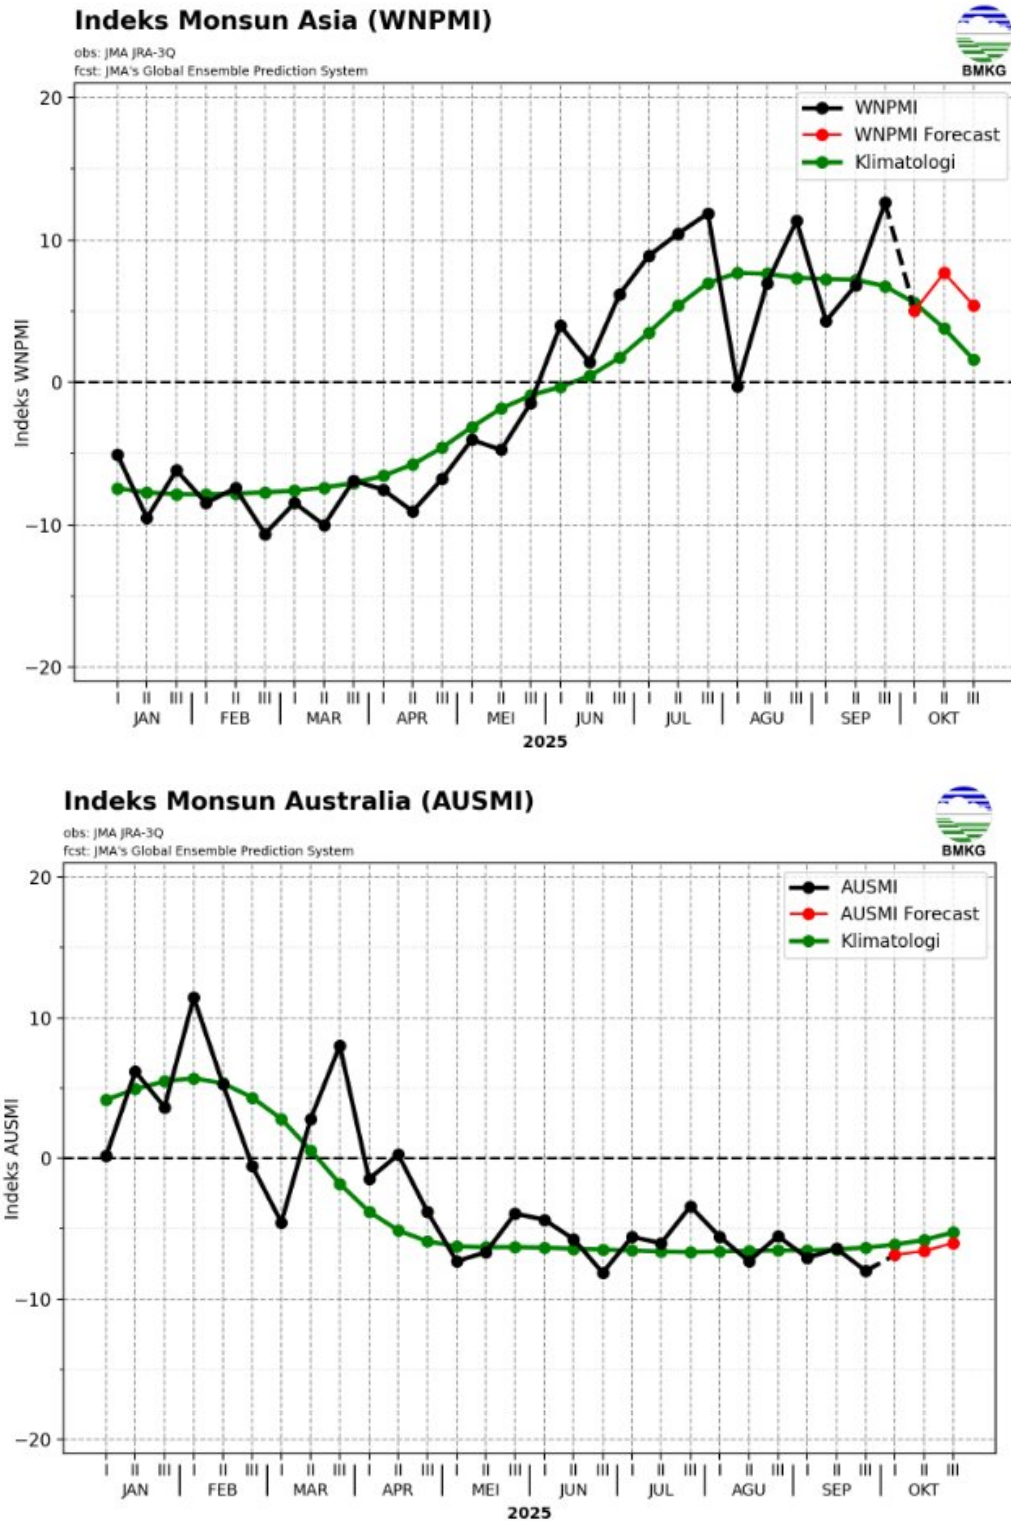 Indeks Monsun Asia (WNPMI)
obs: JMA JRA-3Q
fcst: JMA's Global Ensemble Prediction System
BMKG
WNPMI
WNPMI Forecast
Klimatologi
20
10
0
−10
−20
Indeks WNPMI
I II III I II III I II III I II III I II III I II III I II III I II III I II III I II III
JAN FEB MAR APR MEI JUN JUL AGU SEP OKT
2025
Indeks Monsun Australia (AUSMI)
obs: JMA JRA-3Q
fcst: JMA's Global Ensemble Prediction System
BMKG
AUSMI
AUSMI Forecast
Klimatologi
20
10
0
−10
−20
Indeks AUSMI
I II III I II III I II III I II III I II III I II III I II III I II III I II III I II III
JAN FEB MAR APR MEI JUN JUL AGU SEP OKT
2025